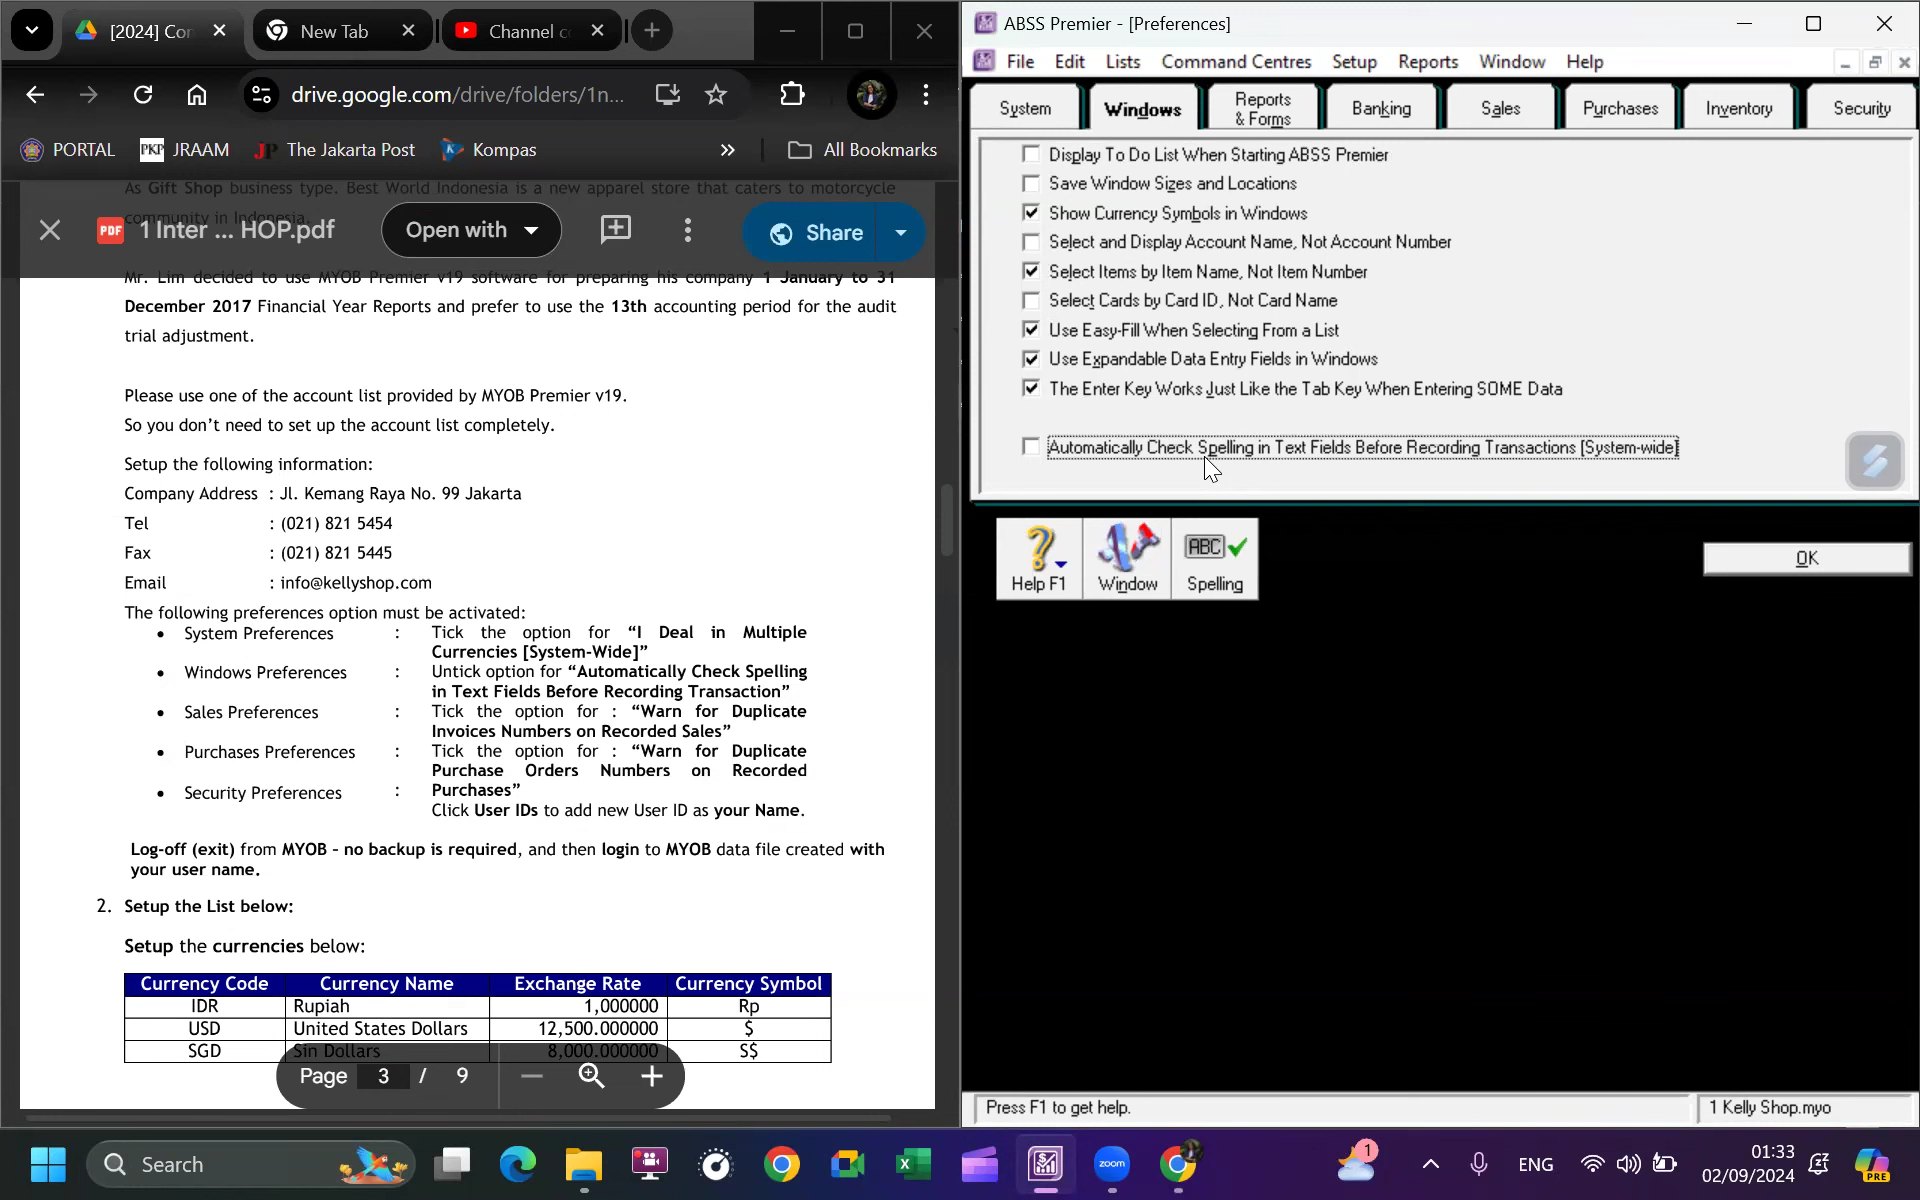 [2024] Cor
New Tab
Channel c
drive.google.com/drive/folders/1n...
PORTAL
PKP JRAAM
JP The Jakarta Post
Kompas
All Bookmarks
As Gift Shop business type. Best World Indonesia is a new apparel store that caters to motorcycle
community in Indonesia.
PDF 1 Inter ... HOP.pdf
Open with
Share
Mr. Lim decided to use MYOB Premier v19 software for preparing his company 1 January to 31
December 2017 Financial Year Reports and prefer to use the 13th accounting period for the audit
trial adjustment.
Please use one of the account list provided by MYOB Premier v19.
So you don't need to set up the account list completely.
Setup the following information:
Company Address : Jl. Kemang Raya No. 99 Jakarta
Tel : (021) 821 5454
Fax : (021) 821 5445
Email : info@kellyshop.com
The following preferences option must be activated:
• System Preferences : Tick the option for “I Deal in Multiple
Currencies [System-Wide]”
• Windows Preferences : Untick option for “Automatically Check Spelling
in Text Fields Before Recording Transaction”
• Sales Preferences : Tick the option for : “Warn for Duplicate
Invoices Numbers on Recorded Sales”
• Purchases Preferences : Tick the option for : “Warn for Duplicate
Purchase Orders Numbers on Recorded
Purchases”
• Security Preferences :
Click User IDs to add new User ID as your Name.
Log-off (exit) from MYOB – no backup is required, and then login to MYOB data file created with
your user name.
2. Setup the List below:
Setup the currencies below:
Currency Code Currency Name Exchange Rate Currency Symbol
IDR Rupiah 1,000000 Rp
USD United States Dollars 12,500.000000 $
SGD Sin Dollars 8,000.000000 S$
Page 3 / 9
ABSS Premier - [Preferences]
File Edit Lists Command Centres Setup Reports Window Help
System
Windows
Reports
& Forms
Banking
Sales
Purchases
Inventory
Security
Display To Do List When Starting ABSS Premier
Save Window Sizes and Locations
Show Currency Symbols in Windows
Select and Display Account Name, Not Account Number
Select Items by Item Name, Not Item Number
Select Cards by Card ID, Not Card Name
Use Easy-Fill When Selecting From a List
Use Expandable Data Entry Fields in Windows
The Enter Key Works Just Like the Tab Key When Entering SOME Data
Automatically Check Spelling in Text Fields Before Recording Transactions [System-wide]
Help F1
Window
ABC
Spelling
OK
Press F1 to get help.
1 Kelly Shop.myo
Search
zoom
1
ENG
01:33
02/09/2024
PRE